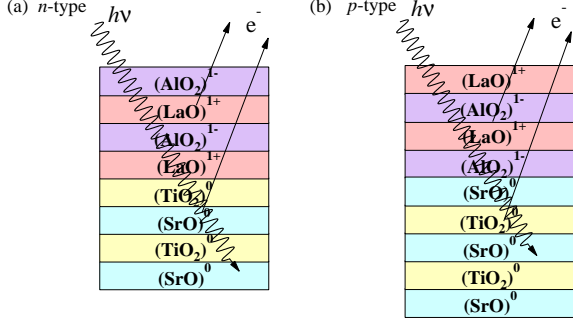 (a) n-type hν e⁻
(AlO₂)¹⁻
(LaO)¹⁺
(AlO₂)¹⁻
(LaO)¹⁺
(TiO₂)⁰
(SrO)⁰
(TiO₂)⁰
(SrO)⁰
(b) p-type hν e⁻
(LaO)¹⁺
(AlO₂)¹⁻
(LaO)¹⁺
(AlO₂)¹⁻
(SrO)⁰
(TiO₂)⁰
(SrO)⁰
(TiO₂)⁰
(SrO)⁰